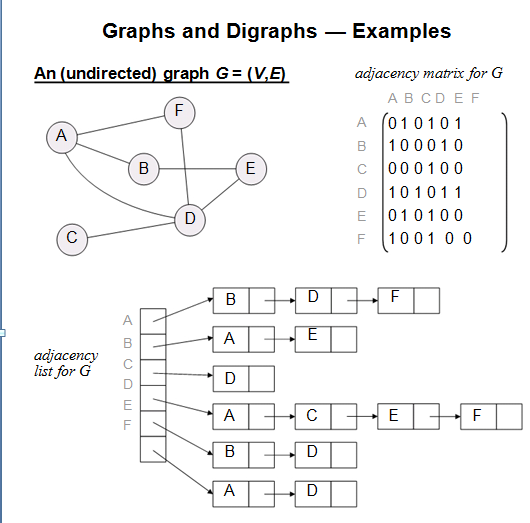 Graphs and Digraphs — Examples
An (undirected) graph G = (V,E)
adjacency matrix for G
A B C D E F
A 0 1 0 1 0 1
B 1 0 0 0 1 0
C 0 0 0 1 0 0
D 1 0 1 0 1 1
E 0 1 0 1 0 0
F 1 0 0 1 0 0
F
A
B
E
D
C
adjacency
list for G
A
B
C
D
E
F
B D F
A E
D
A C E F
B D
A D